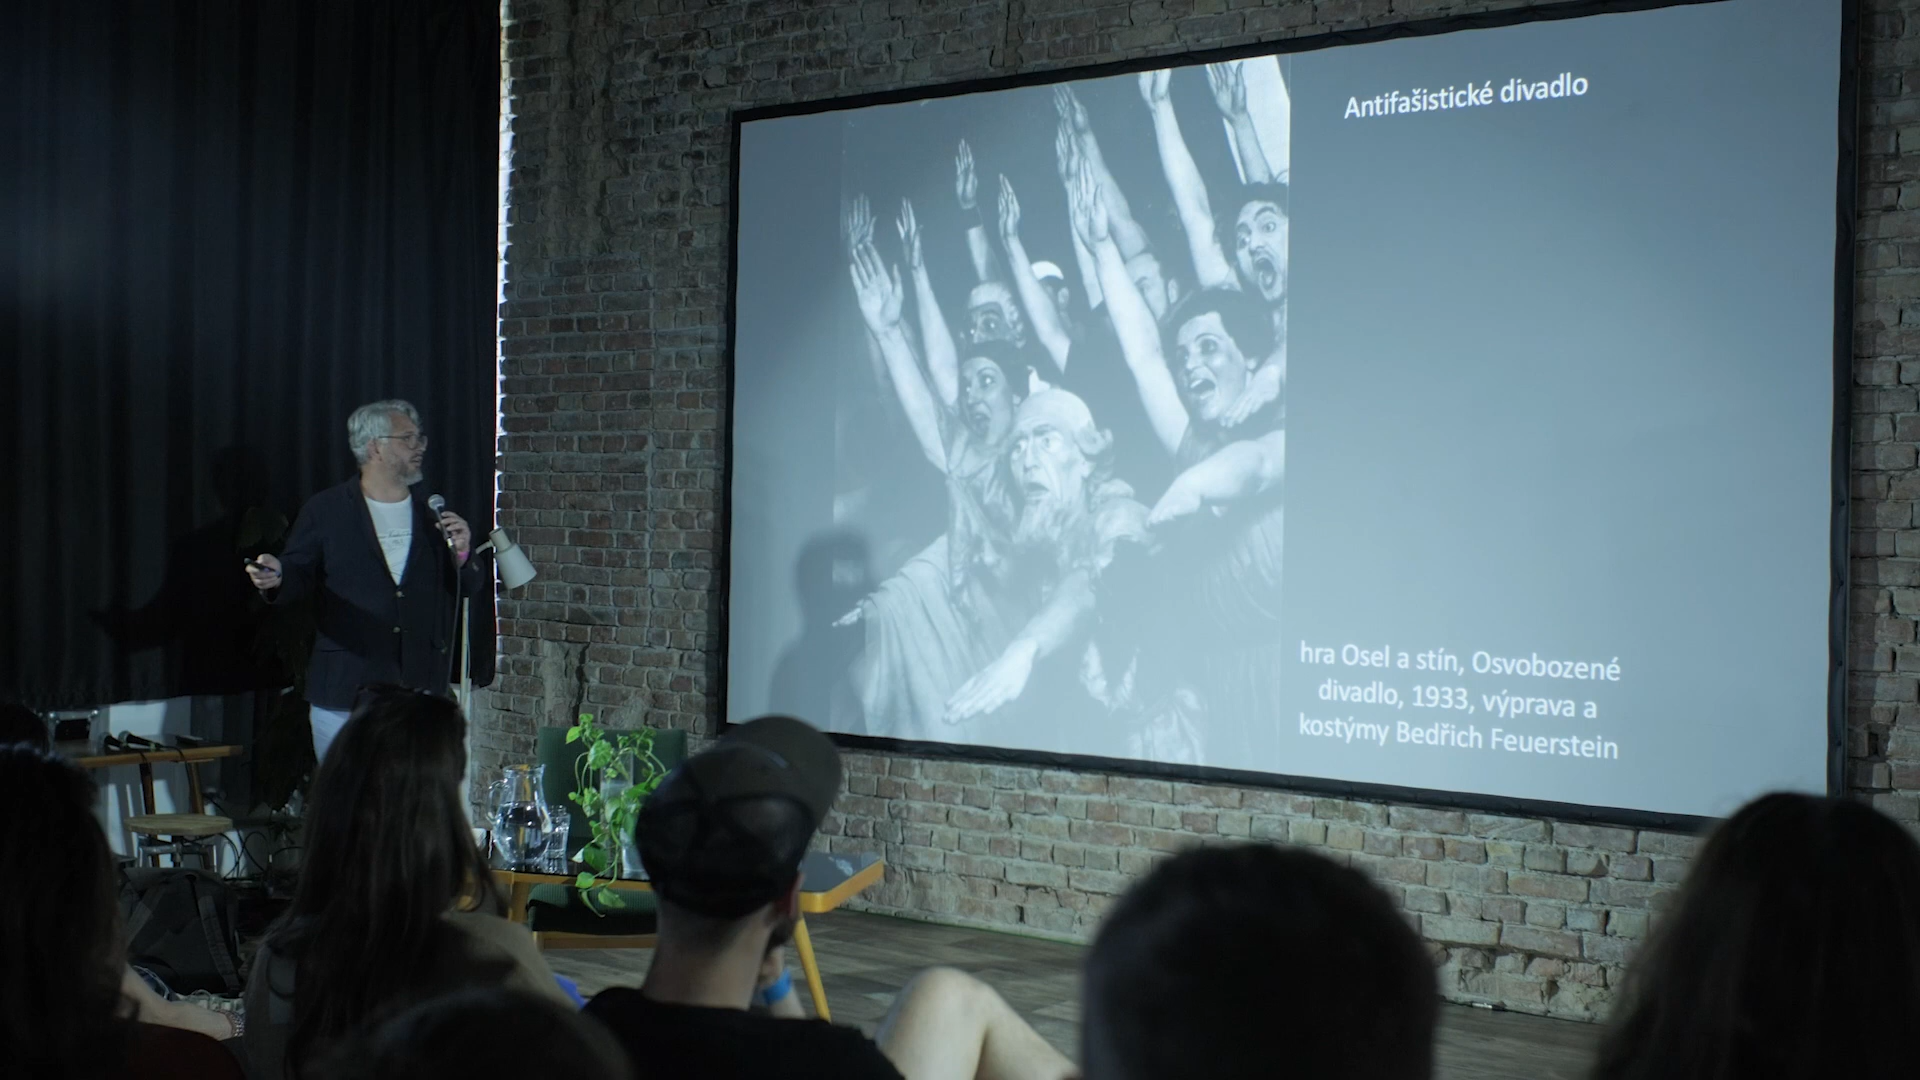 Antifašistické divadlo
hra Osel a stín, Osvobozené
divadlo, 1933, výprava a
kostýmy Bedřich Feuerstein